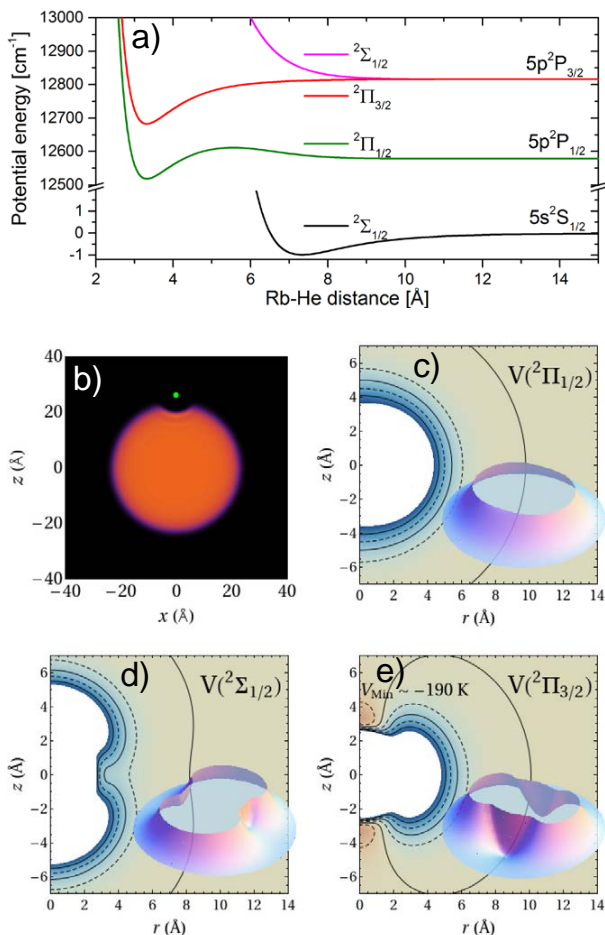 a)
Potential energy [cm⁻¹]
13000
12900
12800
12700
12600
12500
0
-1
²Σ₁/₂
5p²P₃/₂
²Π₃/₂
²Π₁/₂
5p²P₁/₂
²Σ₁/₂
5s²S₁/₂
2 4 6 8 10 12 14
Rb-He distance [Å]
b)
z (Å)
40
20
0
−20
−40
−40 −20 0 20 40
x (Å)
c)
V(²Π₁/₂)
z (Å)
6
4
2
0
−2
−4
−6
0 2 4 6 8 10 12 14
r (Å)
d)
V(²Σ₁/₂)
z (Å)
6
4
2
0
−2
−4
−6
0 2 4 6 8 10 12 14
r (Å)
e)
V_Min ~ −190 K
V(²Π₃/₂)
z (Å)
6
4
2
0
−2
−4
−6
0 2 4 6 8 10 12 14
r (Å)